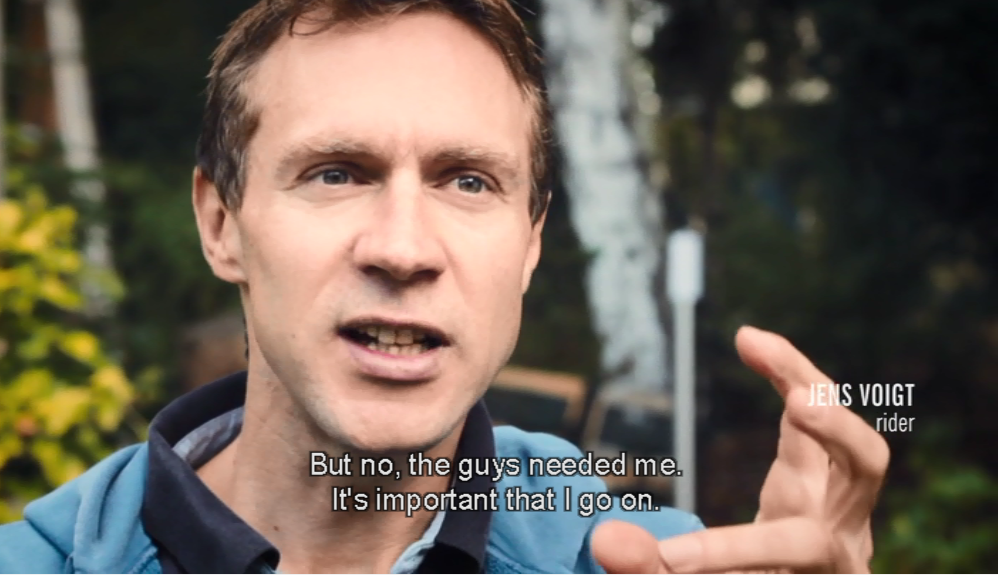 JENS VOIGT
rider
But no, the guys needed me.
It's important that I go on.